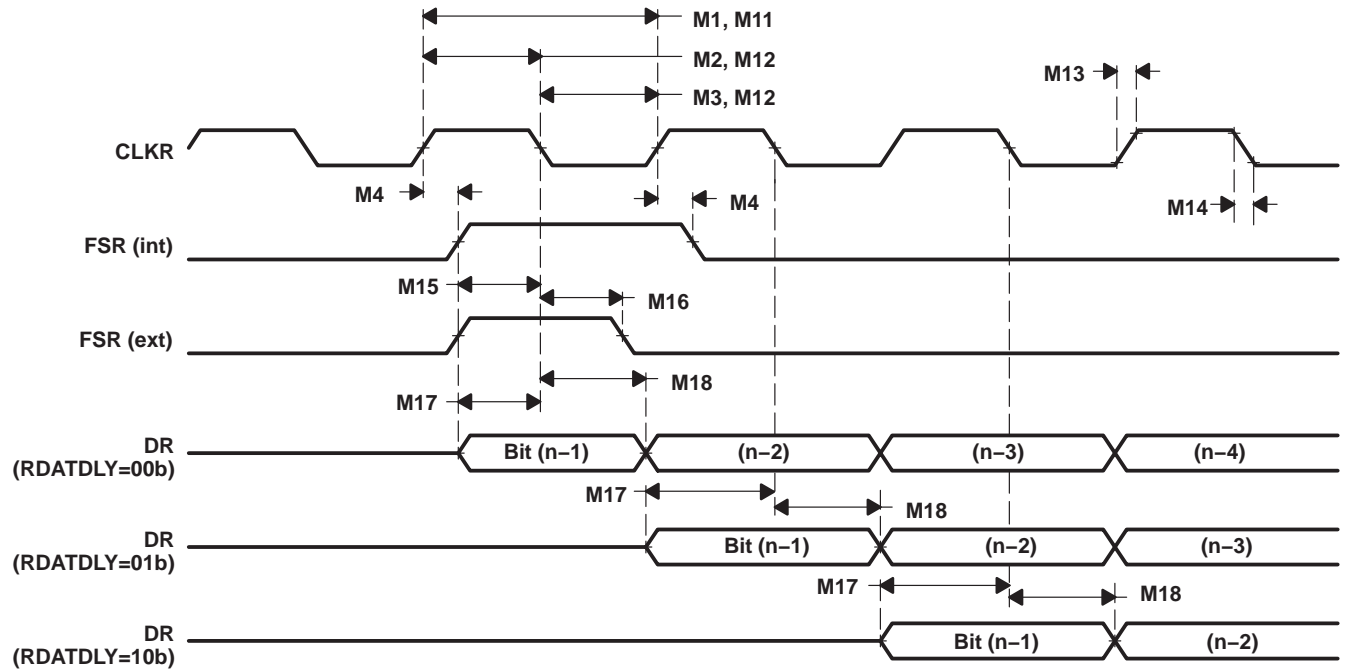 M1, M11
M2, M12
M13
M3, M12
CLKR
M4
M4
M14
FSR (int)
M15
M16
FSR (ext)
M18
M17
DR
(RDATDLY=00b)
Bit (n−1)
(n−2)
(n−3)
(n−4)
M17
M18
DR
(RDATDLY=01b)
Bit (n−1)
(n−2)
(n−3)
M17
M18
DR
(RDATDLY=10b)
Bit (n−1)
(n−2)